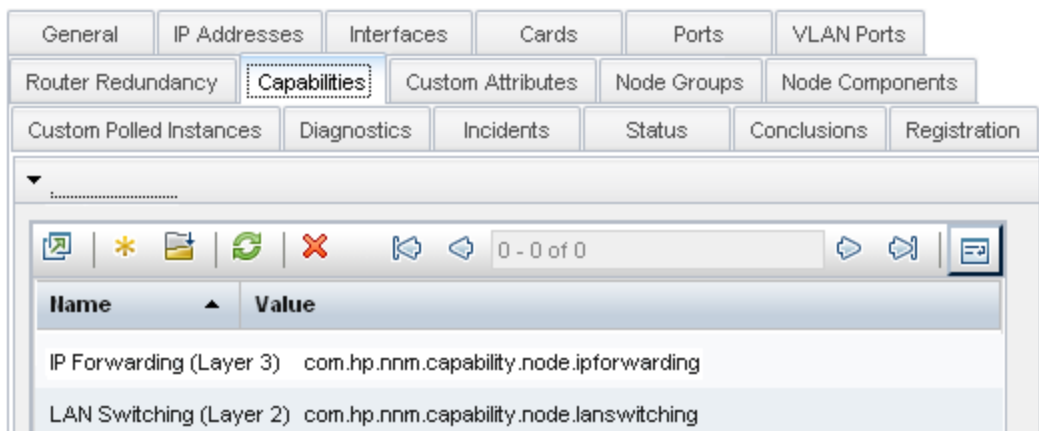 General IP Addresses Interfaces Cards Ports VLAN Ports
Router Redundancy Capabilities Custom Attributes Node Groups Node Components
Custom Polled Instances Diagnostics Incidents Status Conclusions Registration
0 - 0 of 0
Name Value
IP Forwarding (Layer 3) com.hp.nnm.capability.node.ipforwarding
LAN Switching (Layer 2) com.hp.nnm.capability.node.lanswitching